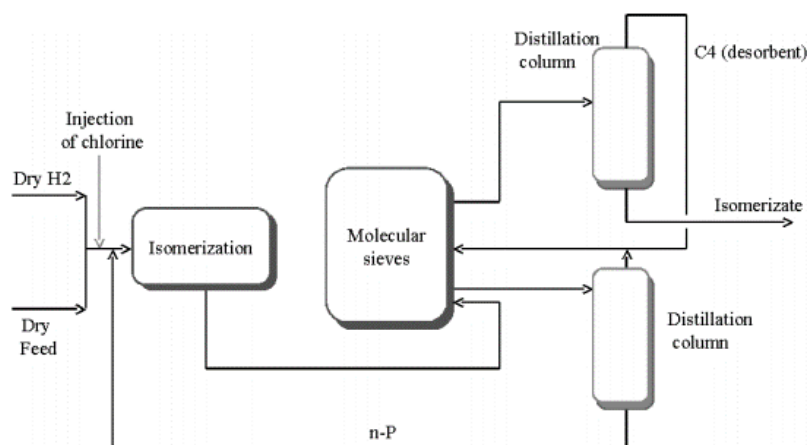 Distillation
column
C4 (desorbent)
Injection
of chlorine
Dry H2
Isomerization
Molecular
sieves
Isomerizate
Dry
Feed
Distillation
column
n-P